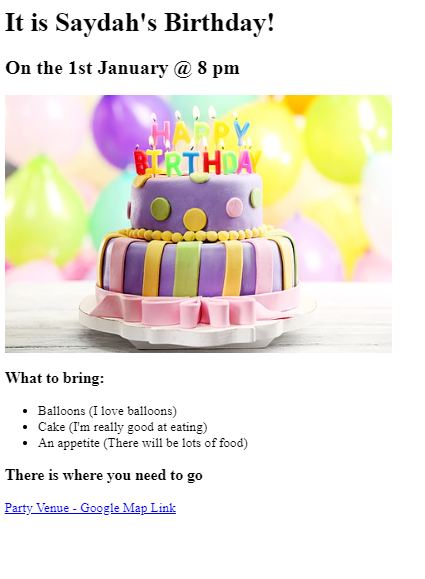 It is Saydah's Birthday!
On the 1st January @ 8 pm
HAPPY
BIRTHDAY
What to bring:
Balloons (I love balloons)
Cake (I'm really good at eating)
An appetite (There will be lots of food)
There is where you need to go
Party Venue - Google Map Link